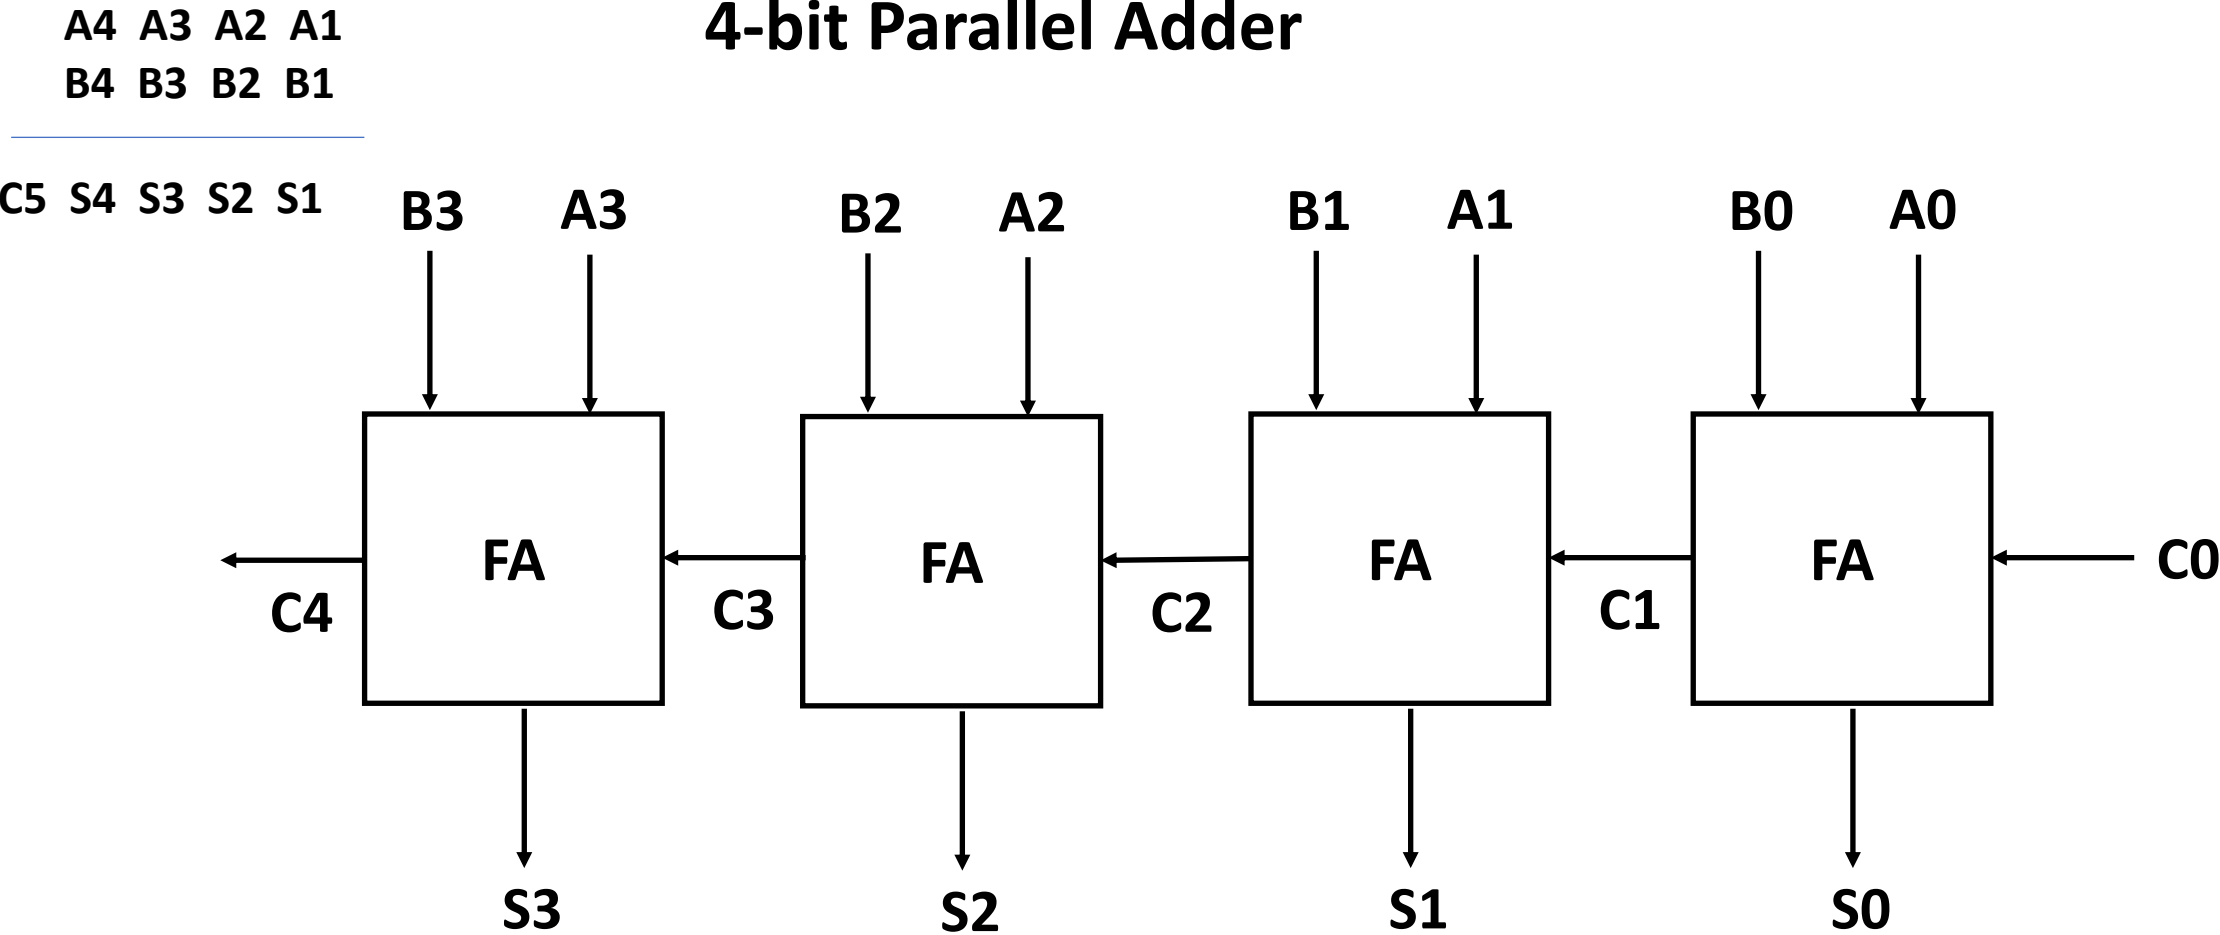 4-bit Parallel Adder
A4 A3 A2 A1
B4 B3 B2 B1
C5 S4 S3 S2 S1
B3 A3 B2 A2 B1 A1 B0 A0
FA FA FA FA C0
C4 C3 C2 C1
S3 S2 S1 S0